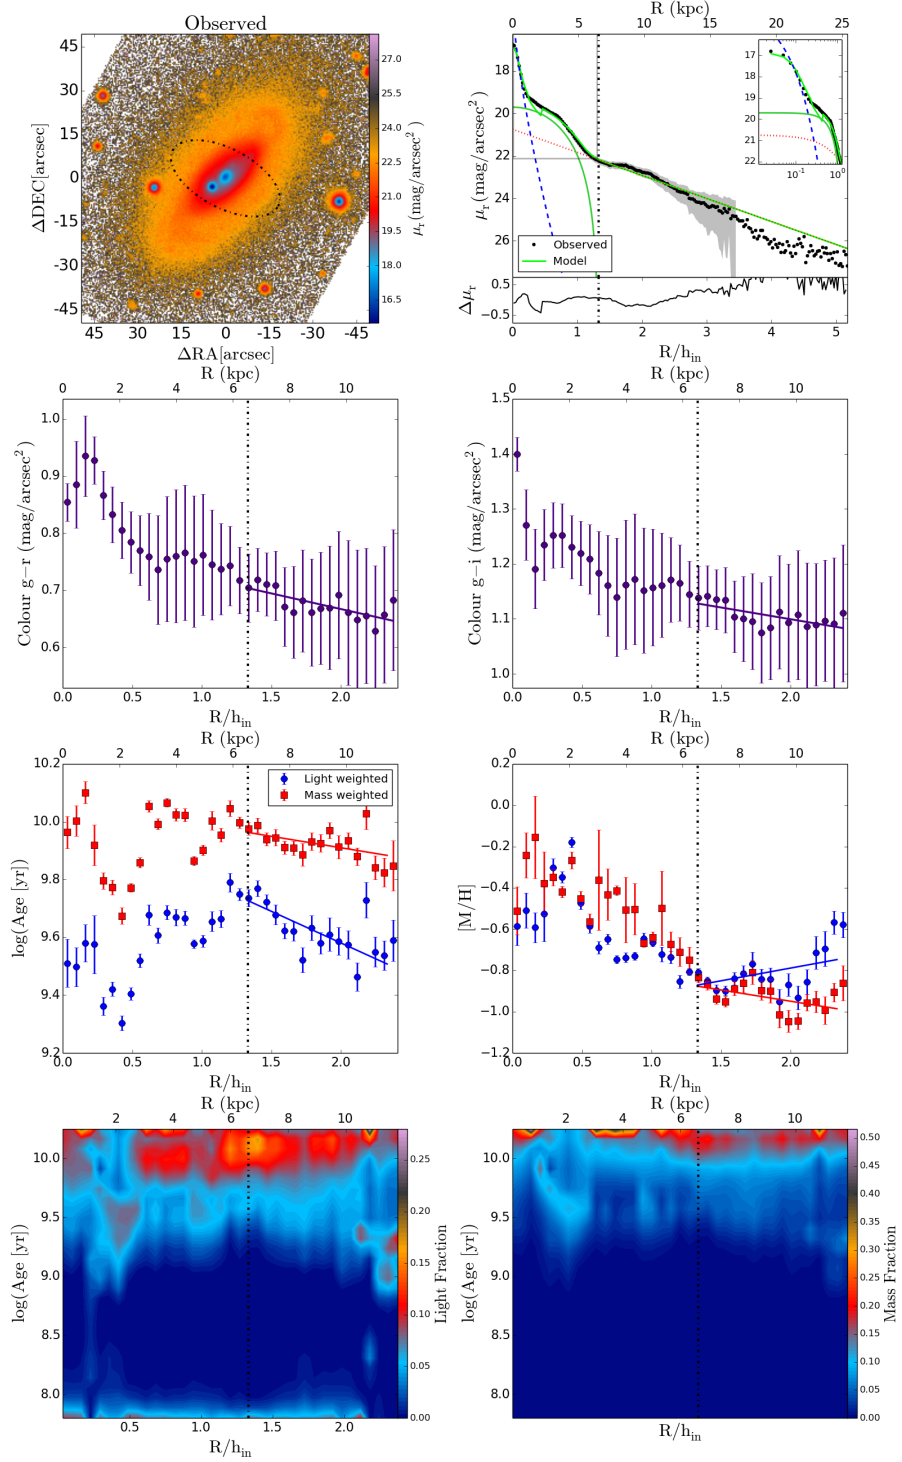 Observed
45
30
15
0
-15
-30
-45
ΔDEC[arcsec]
45 30 15 0 -15 -30 -45
ΔRA[arcsec]
27.0
25.5
24.0
22.5
21.0
19.5
18.0
16.5
μr (mag/arcsec²)
R (kpc)
0 5 10 15 20 25
18
20
22
24
26
μr (mag/arcsec²)
16
17
18
19
20
21
22
10⁻¹ 10⁰
Observed
Model
0.5
−0.5
Δμr
0 1 2 3 4 5
R/hin
R (kpc)
0 2 4 6 8 10
1.0
0.9
0.8
0.7
0.6
Colour g−r (mag/arcsec²)
0.0 0.5 1.0 1.5 2.0
R/hin
R (kpc)
0 2 4 6 8 10
1.5
1.4
1.3
1.2
1.1
1.0
Colour g−i (mag/arcsec²)
0.0 0.5 1.0 1.5 2.0
R/hin
R (kpc)
0 2 4 6 8 10
10.2
10.0
9.8
9.6
9.4
9.2
log(Age [yr])
Light weighted
Mass weighted
0.0 0.5 1.0 1.5 2.0
R/hin
R (kpc)
0 2 4 6 8 10
0.0
−0.2
−0.4
−0.6
−0.8
−1.0
−1.2
[M/H]
0.0 0.5 1.0 1.5 2.0
R/hin
R (kpc)
2 4 6 8 10
10.0
9.5
9.0
8.5
8.0
log(Age [yr])
0.5 1.0 1.5 2.0
R/hin
0.25
0.20
0.15
0.10
0.05
0.00
Light Fraction
R (kpc)
2 4 6 8 10
10.0
9.5
9.0
8.5
8.0
log(Age [yr])
R/hin
0.50
0.45
0.40
0.35
0.30
0.25
0.20
0.15
0.10
0.05
0.00
Mass Fraction